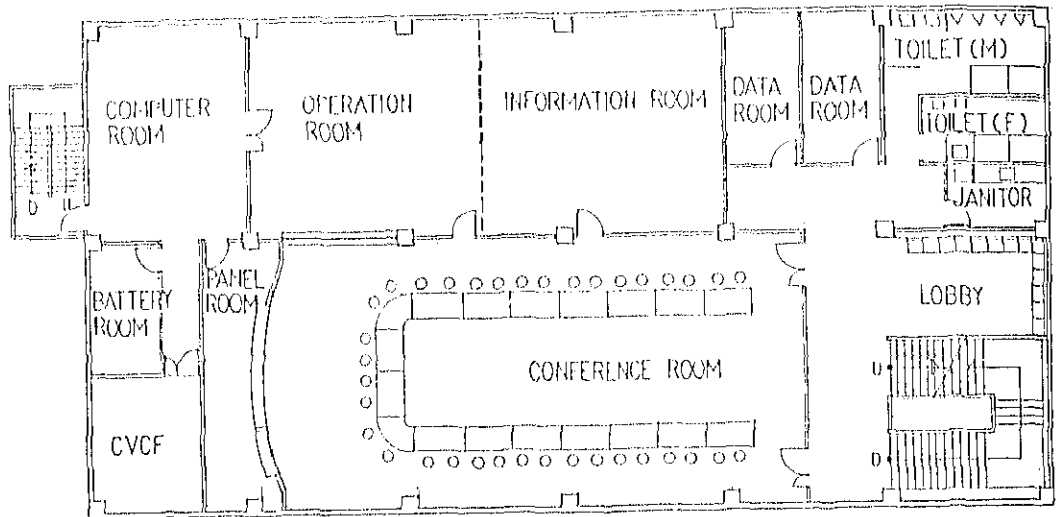 TOILET (M)
COMPUTER
ROOM
OPERATION
ROOM
INFORMATION ROOM
DATA
ROOM
DATA
ROOM
TOILET (F)
D
JANITOR
BATTERY
ROOM
PANEL
ROOM
LOBBY
CONFERENCE ROOM
U
CVCF
D